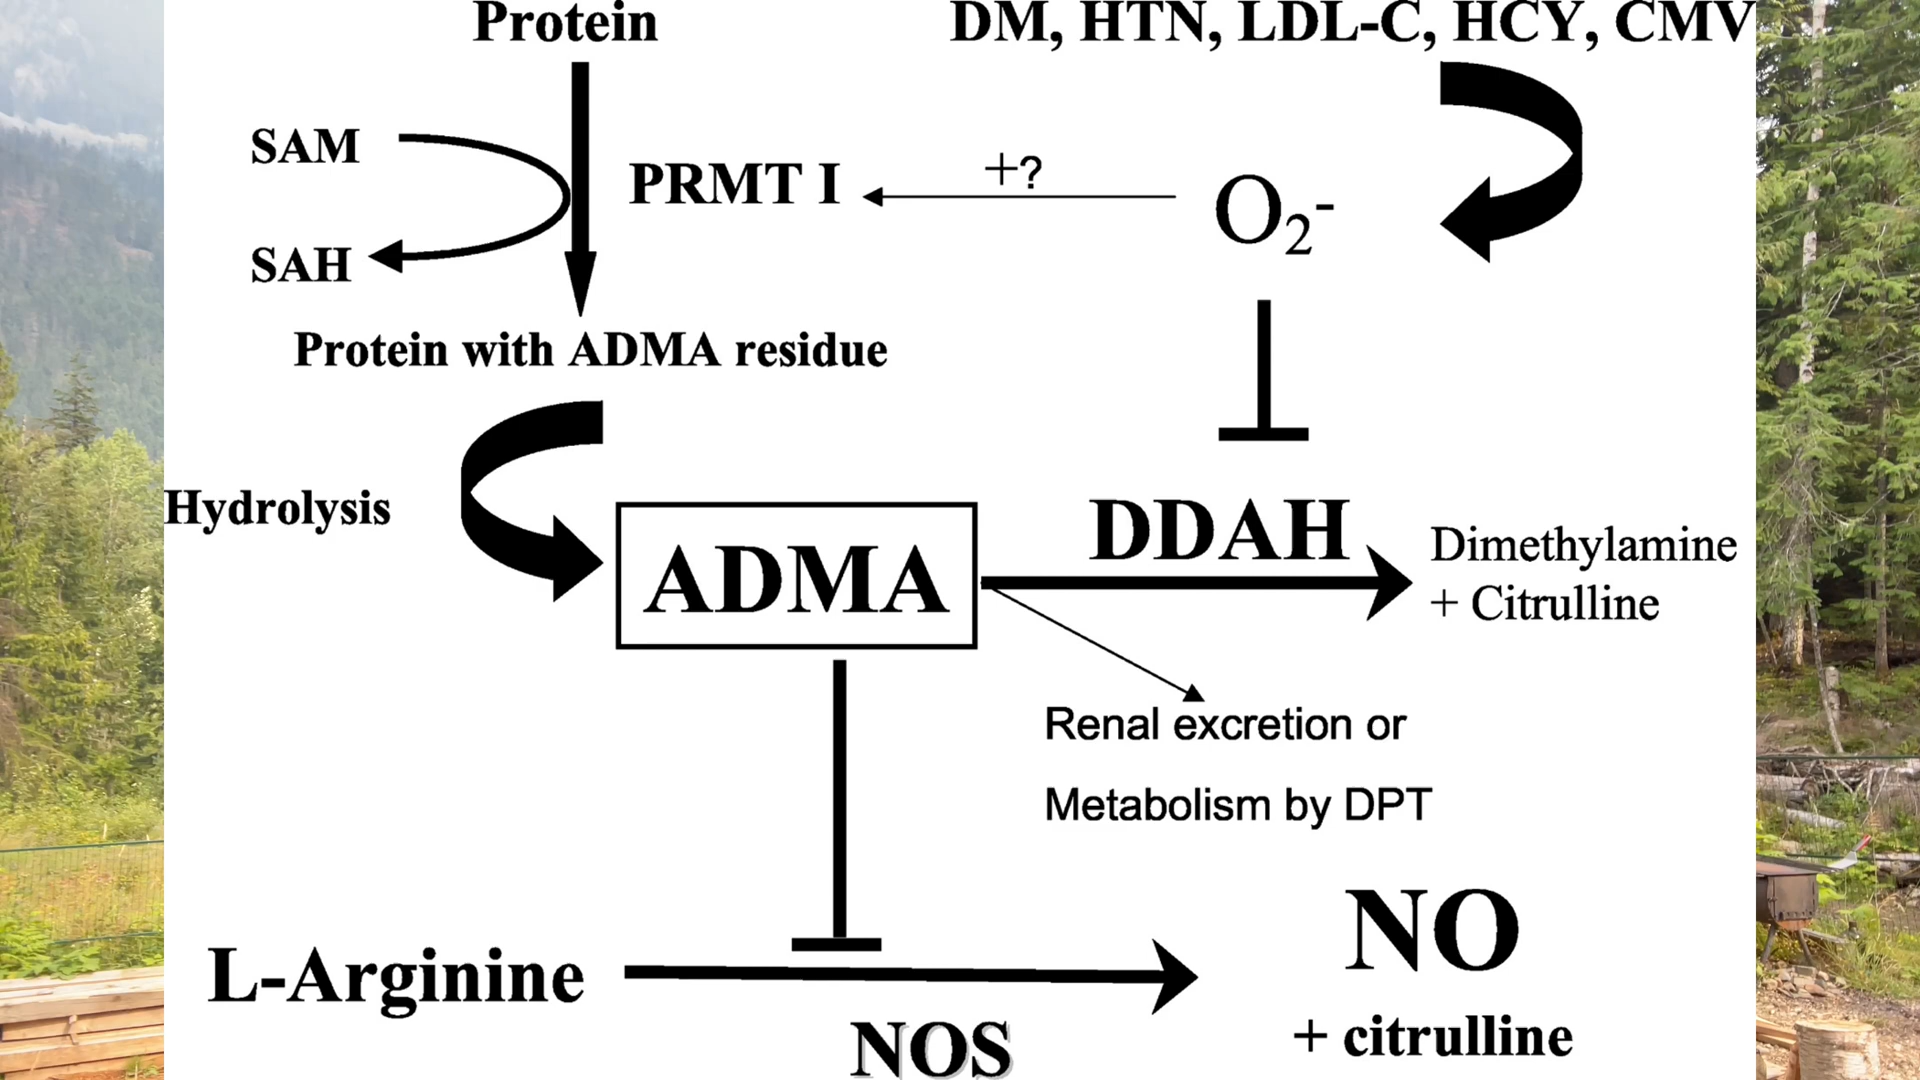 Protein
DM, HTN, LDL-C, HCY, CMV
SAM
PRMT I
+?
O₂⁻
SAH
Protein with ADMA residue
Hydrolysis
ADMA
DDAH
Dimethylamine
+ Citrulline
Renal excretion or
Metabolism by DPT
L-Arginine
NO
+ citrulline
NOS